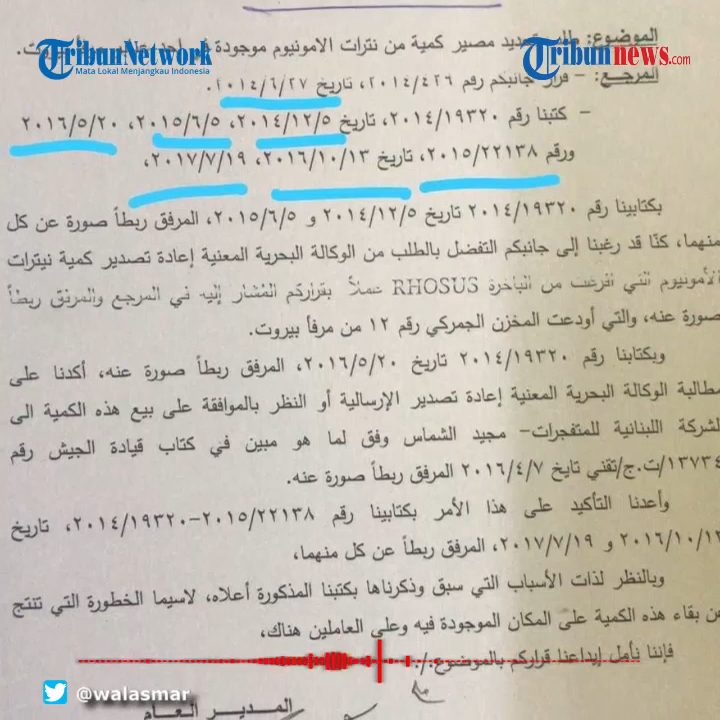 TribunNetwork
Mata Lokal Menjangkau Indonesia
Tribunnews.com
الموضوع: تحديد مصير كمية من نترات الامونيوم موجودة بيروت.
المرجع: – قرار جانبكم رقم ٢٠١٤/٤٢٦، تاريخ ٢٠١٤/٦/٢٧.
– كتبنا رقم ٢٠١٤/١٩٣٢٠، تاريخ ٢٠١٤/١٢/٥، ٢٠١٥/٦/٥، ٢٠١٦/٥/٢٠
ورقم ٢٠١٥/٢٢١٣٨، تاريخ ٢٠١٦/١٠/١٣، ٢٠١٧/٧/١٩،
بكتابينا رقم ٢٠١٤/١٩٣٢٠ تاريخ ٢٠١٤/١٢/٥ و ٢٠١٥/٦/٥، المرفق ربطاً صورة عن كل
منهما، كنّا قد رغبنا إلى جانبكم التفضل بالطلب من الوكالة البحرية المعنية إعادة تصدير كمية نيترات
الأمونيوم التي أفرغت من الباخرة RHOSUS عملاً بقراركم المُشار إليه في المرجع والمرفق ربطاً
صورة عنه، والتي أودعت المخزن الجمركي رقم ١٢ من مرفأ بيروت.
وبكتابنا رقم ٢٠١٤/١٩٣٢٠ تاريخ ٢٠١٦/٥/٢٠، المرفق ربطاً صورة عنه، أكدنا على
مطالبة الوكالة البحرية المعنية إعادة تصدير الإرسالية أو النظر بالموافقة على بيع هذه الكمية الى
لشركة اللبنانية للمتفجرات– مجيد الشماس وفق لما هو مبين في كتاب قيادة الجيش رقم
١٣٧٣٤/ت.ج/تقني تايخ ٢٠١٦/٤/٧ المرفق ربطاً صورة عنه.
وأعدنا التأكيد على هذا الأمر بكتابينا رقم ٢٠١٥/٢٢١٣٨–٢٠١٤/١٩٣٢٠، تاريخ
٢٠١٦/١٠/١٣ و ٢٠١٧/٧/١٩، المرفق ربطاً عن كل منهما،
وبالنظر لذات الأسباب التي سبق وذكرناها بكتبنا المذكورة أعلاه، لاسيما الخطورة التي تنتج
من بقاء هذه الكمية على المكان الموجودة فيه وعلى العاملين هناك،
فإننا نأمل إيداعنا قراركم بالموضوع./.
@walasmar
المدير العام